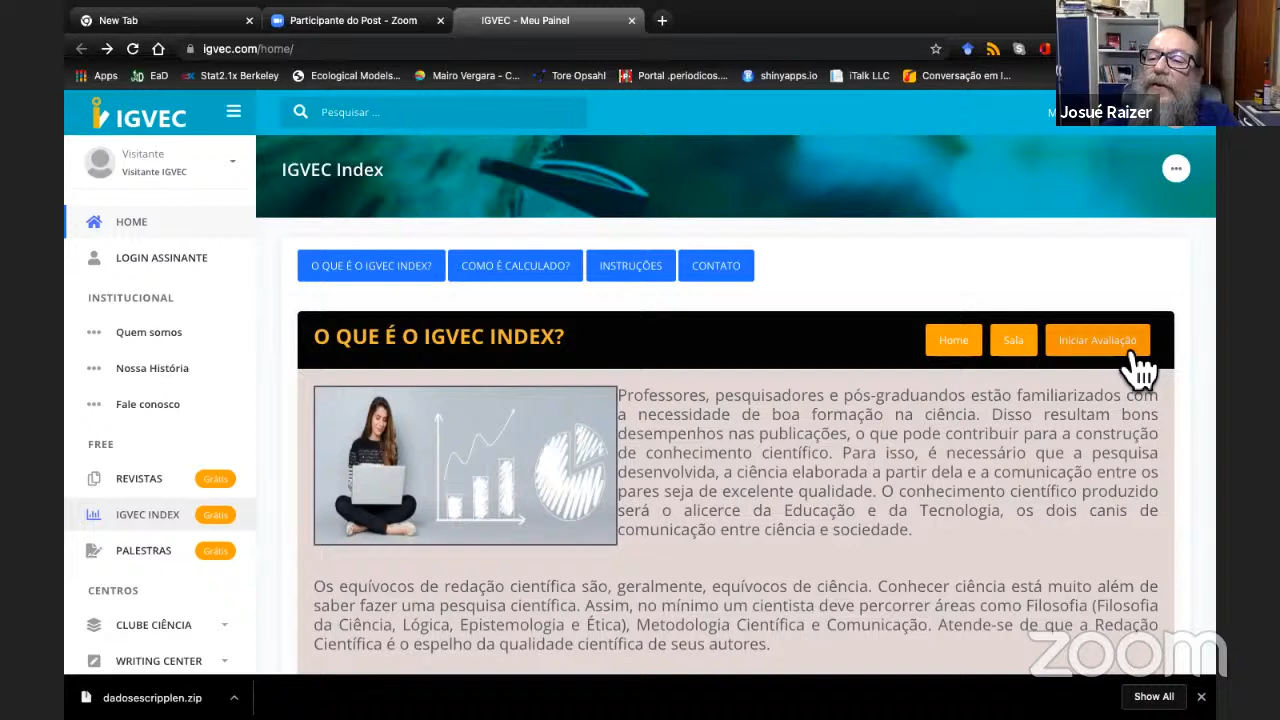 New Tab
Participante do Post - Zoom
IGVEC - Meu Painel
igvec.com/home/
Apps
EaD
Stat2.1x Berkeley
Ecological Models...
Mairo Vergara - C...
Tore Opsahl
Portal .periodicos....
shinyapps.io
iTalk LLC
Conversação em I...
Josué Raizer
IGVEC
Pesquisar ...
Visitante
Visitante IGVEC
IGVEC Index
HOME
LOGIN ASSINANTE
O QUE É O IGVEC INDEX?
COMO É CALCULADO?
INSTRUÇÕES
CONTATO
INSTITUCIONAL
Quem somos
Nossa História
Fale conosco
FREE
REVISTAS Grátis
IGVEC INDEX Grátis
PALESTRAS Grátis
CENTROS
CLUBE CIÊNCIA
WRITING CENTER
O QUE É O IGVEC INDEX?
Home
Sala
Iniciar Avaliação
Professores, pesquisadores e pós-graduandos estão familiarizados com
a necessidade de boa formação na ciência. Disso resultam bons
desempenhos nas publicações, o que pode contribuir para a construção
de conhecimento científico. Para isso, é necessário que a pesquisa
desenvolvida, a ciência elaborada a partir dela e a comunicação entre os
pares seja de excelente qualidade. O conhecimento científico produzido
será o alicerce da Educação e da Tecnologia, os dois canis de
comunicação entre ciência e sociedade.
Os equívocos de redação científica são, geralmente, equívocos de ciência. Conhecer ciência está muito além de
saber fazer uma pesquisa científica. Assim, no mínimo um cientista deve percorrer áreas como Filosofia (Filosofia
da Ciência, Lógica, Epistemologia e Ética), Metodologia Científica e Comunicação. Atende-se de que a Redação
Científica é o espelho da qualidade científica de seus autores.
zoom
dadosescripplen.zip
Show All